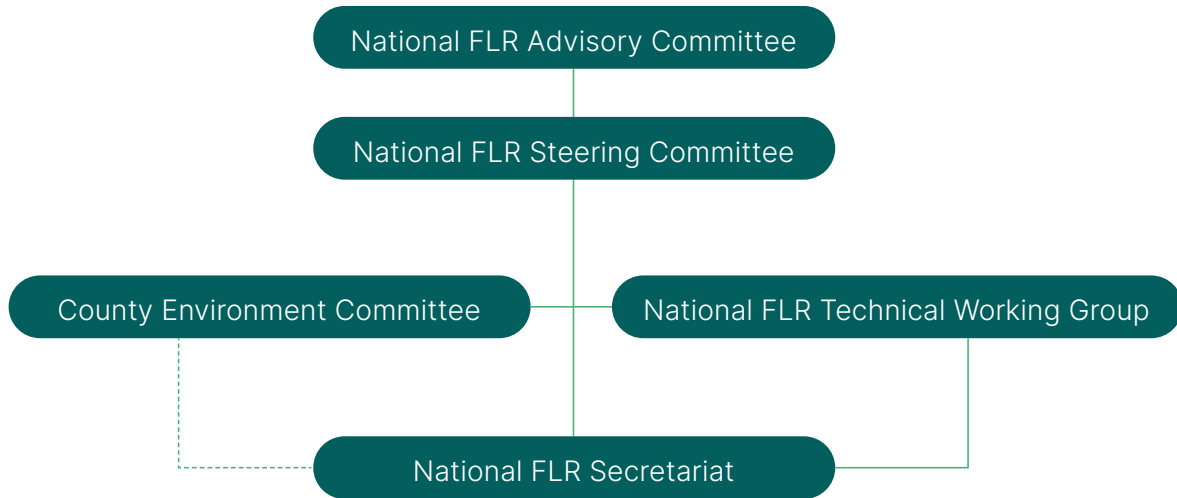 National FLR Advisory Committee
National FLR Steering Committee
County Environment Committee
National FLR Technical Working Group
National FLR Secretariat